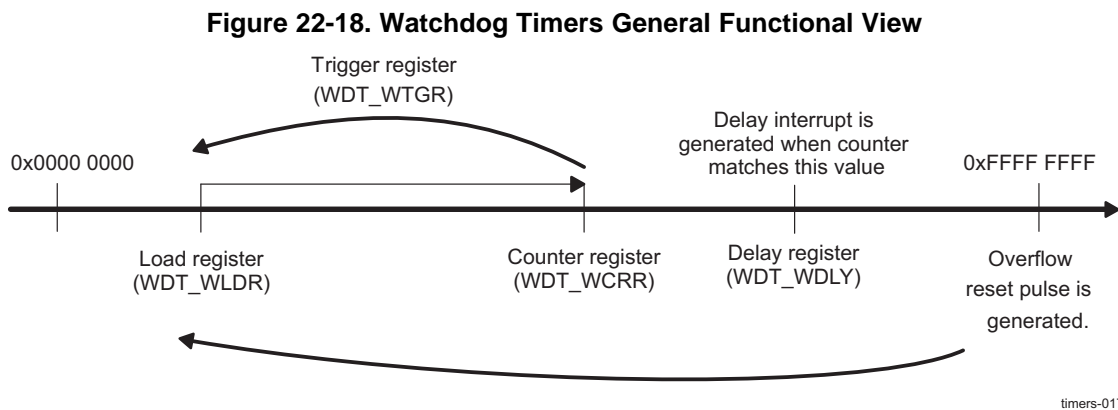 Figure 22-18. Watchdog Timers General Functional View
Trigger register
(WDT_WTGR)
Delay interrupt is
generated when counter
matches this value
0x0000 0000
0xFFFF FFFF
Load register
(WDT_WLDR)
Counter register
(WDT_WCRR)
Delay register
(WDT_WDLY)
Overflow
reset pulse is
generated.
timers-01